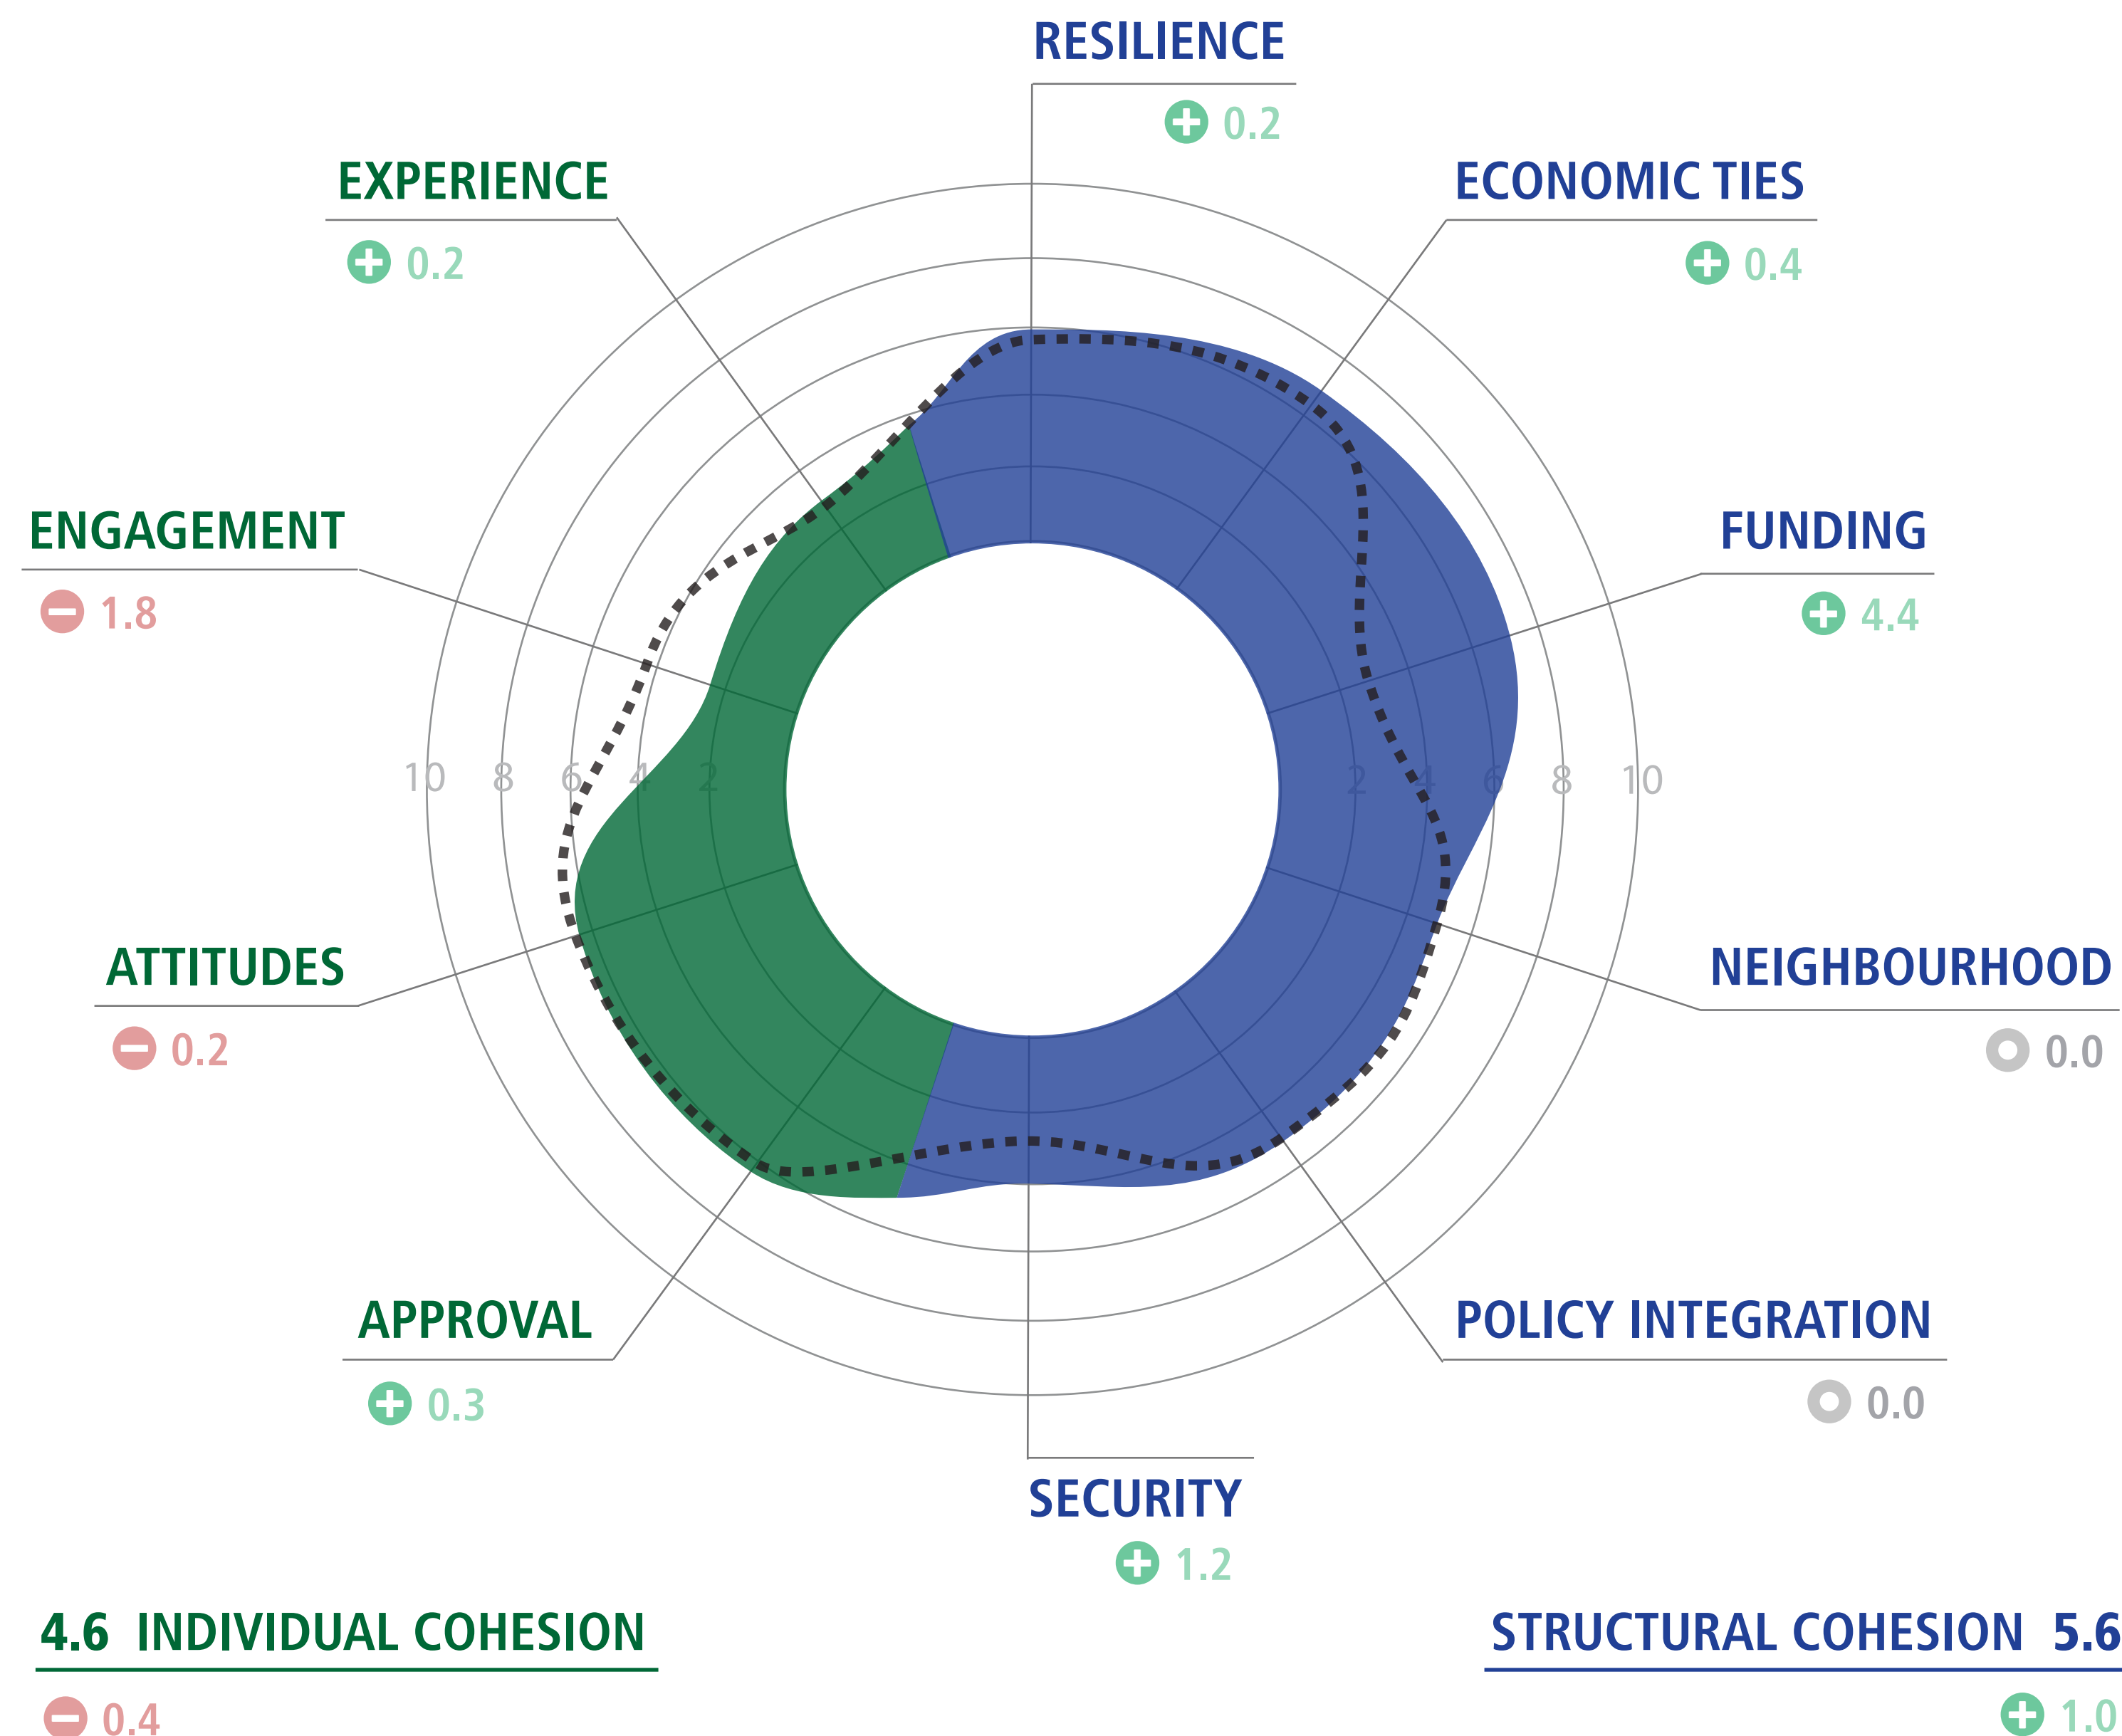 RESILIENCE
0.2
EXPERIENCE
0.2
ECONOMIC TIES
0.4
ENGAGEMENT
1.8
FUNDING
4.4
10 8 6 4 2 2 4 6 8 10
ATTITUDES
0.2
NEIGHBOURHOOD
0.0
APPROVAL
0.3
POLICY INTEGRATION
0.0
SECURITY
1.2
4.6 INDIVIDUAL COHESION
0.4
STRUCTURAL COHESION 5.6
1.0